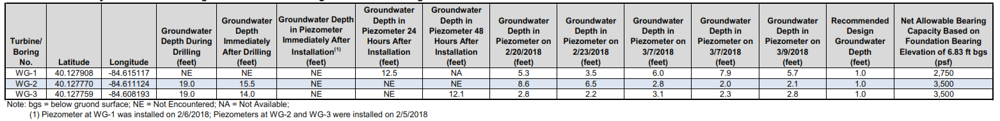 Turbine/
Boring
No.
Latitude
Longitude
Groundwater
Depth During
Drilling
(feet)
Groundwater
Depth
Immediately
After Drilling
(feet)
Groundwater Depth
in Piezometer
Immediately After
Installation(1)
(feet)
Groundwater
Depth in
Piezometer 24
Hours After
Installation
(feet)
Groundwater
Depth in
Piezometer 48
Hours After
Installation
(feet)
Groundwater
Depth in
Piezometer on
2/20/2018
(feet)
Groundwater
Depth in
Piezometer on
2/23/2018
(feet)
Groundwater
Depth in
Piezometer on
3/7/2018
(feet)
Groundwater
Depth in
Piezometer on
3/7/2018
(feet)
Groundwater
Depth in
Piezometer on
3/9/2018
(feet)
Recommended
Design
Groundwater
Depth
(feet)
Net Allowable Bearing
Capacity Based on
Foundation Bearing
Elevation of 6.83 ft bgs
(psf)
WG-1 40.127908 -84.615117 NE NE NE 12.5 NA 5.3 3.5 6.0 7.9 5.7 1.0 2,750
WG-2 40.127770 -84.611124 19.0 15.5 NE NE NE 8.6 6.5 2.8 2.0 2.1 1.0 3,500
WG-3 40.127759 -84.608193 19.0 14.0 NE NE 12.1 2.8 2.2 3.1 2.3 2.8 1.0 3,500
Note: bgs = below gruond surface; NE = Not Encountered; NA = Not Available;
(1) Piezometer at WG-1 was installed on 2/6/2018; Piezometers at WG-2 and WG-3 were installed on 2/5/2018